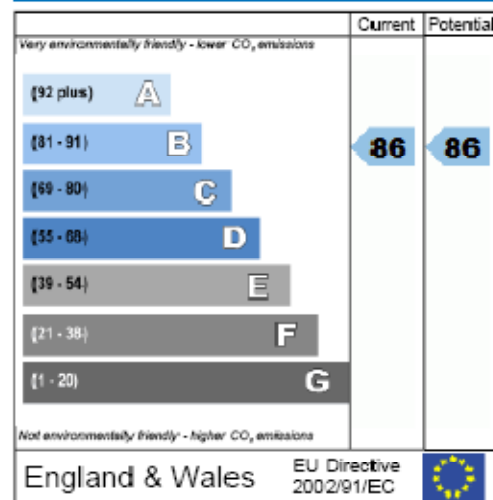 Current Potential
Very environmentally friendly - lower CO₂ emissions
(92 plus) A
(81 - 91) B
86 86
(69 - 80) C
(55 - 68) D
(39 - 54) E
(21 - 38) F
(1 - 20) G
Not environmentally friendly - higher CO₂ emissions
England & Wales
EU Directive
2002/91/EC